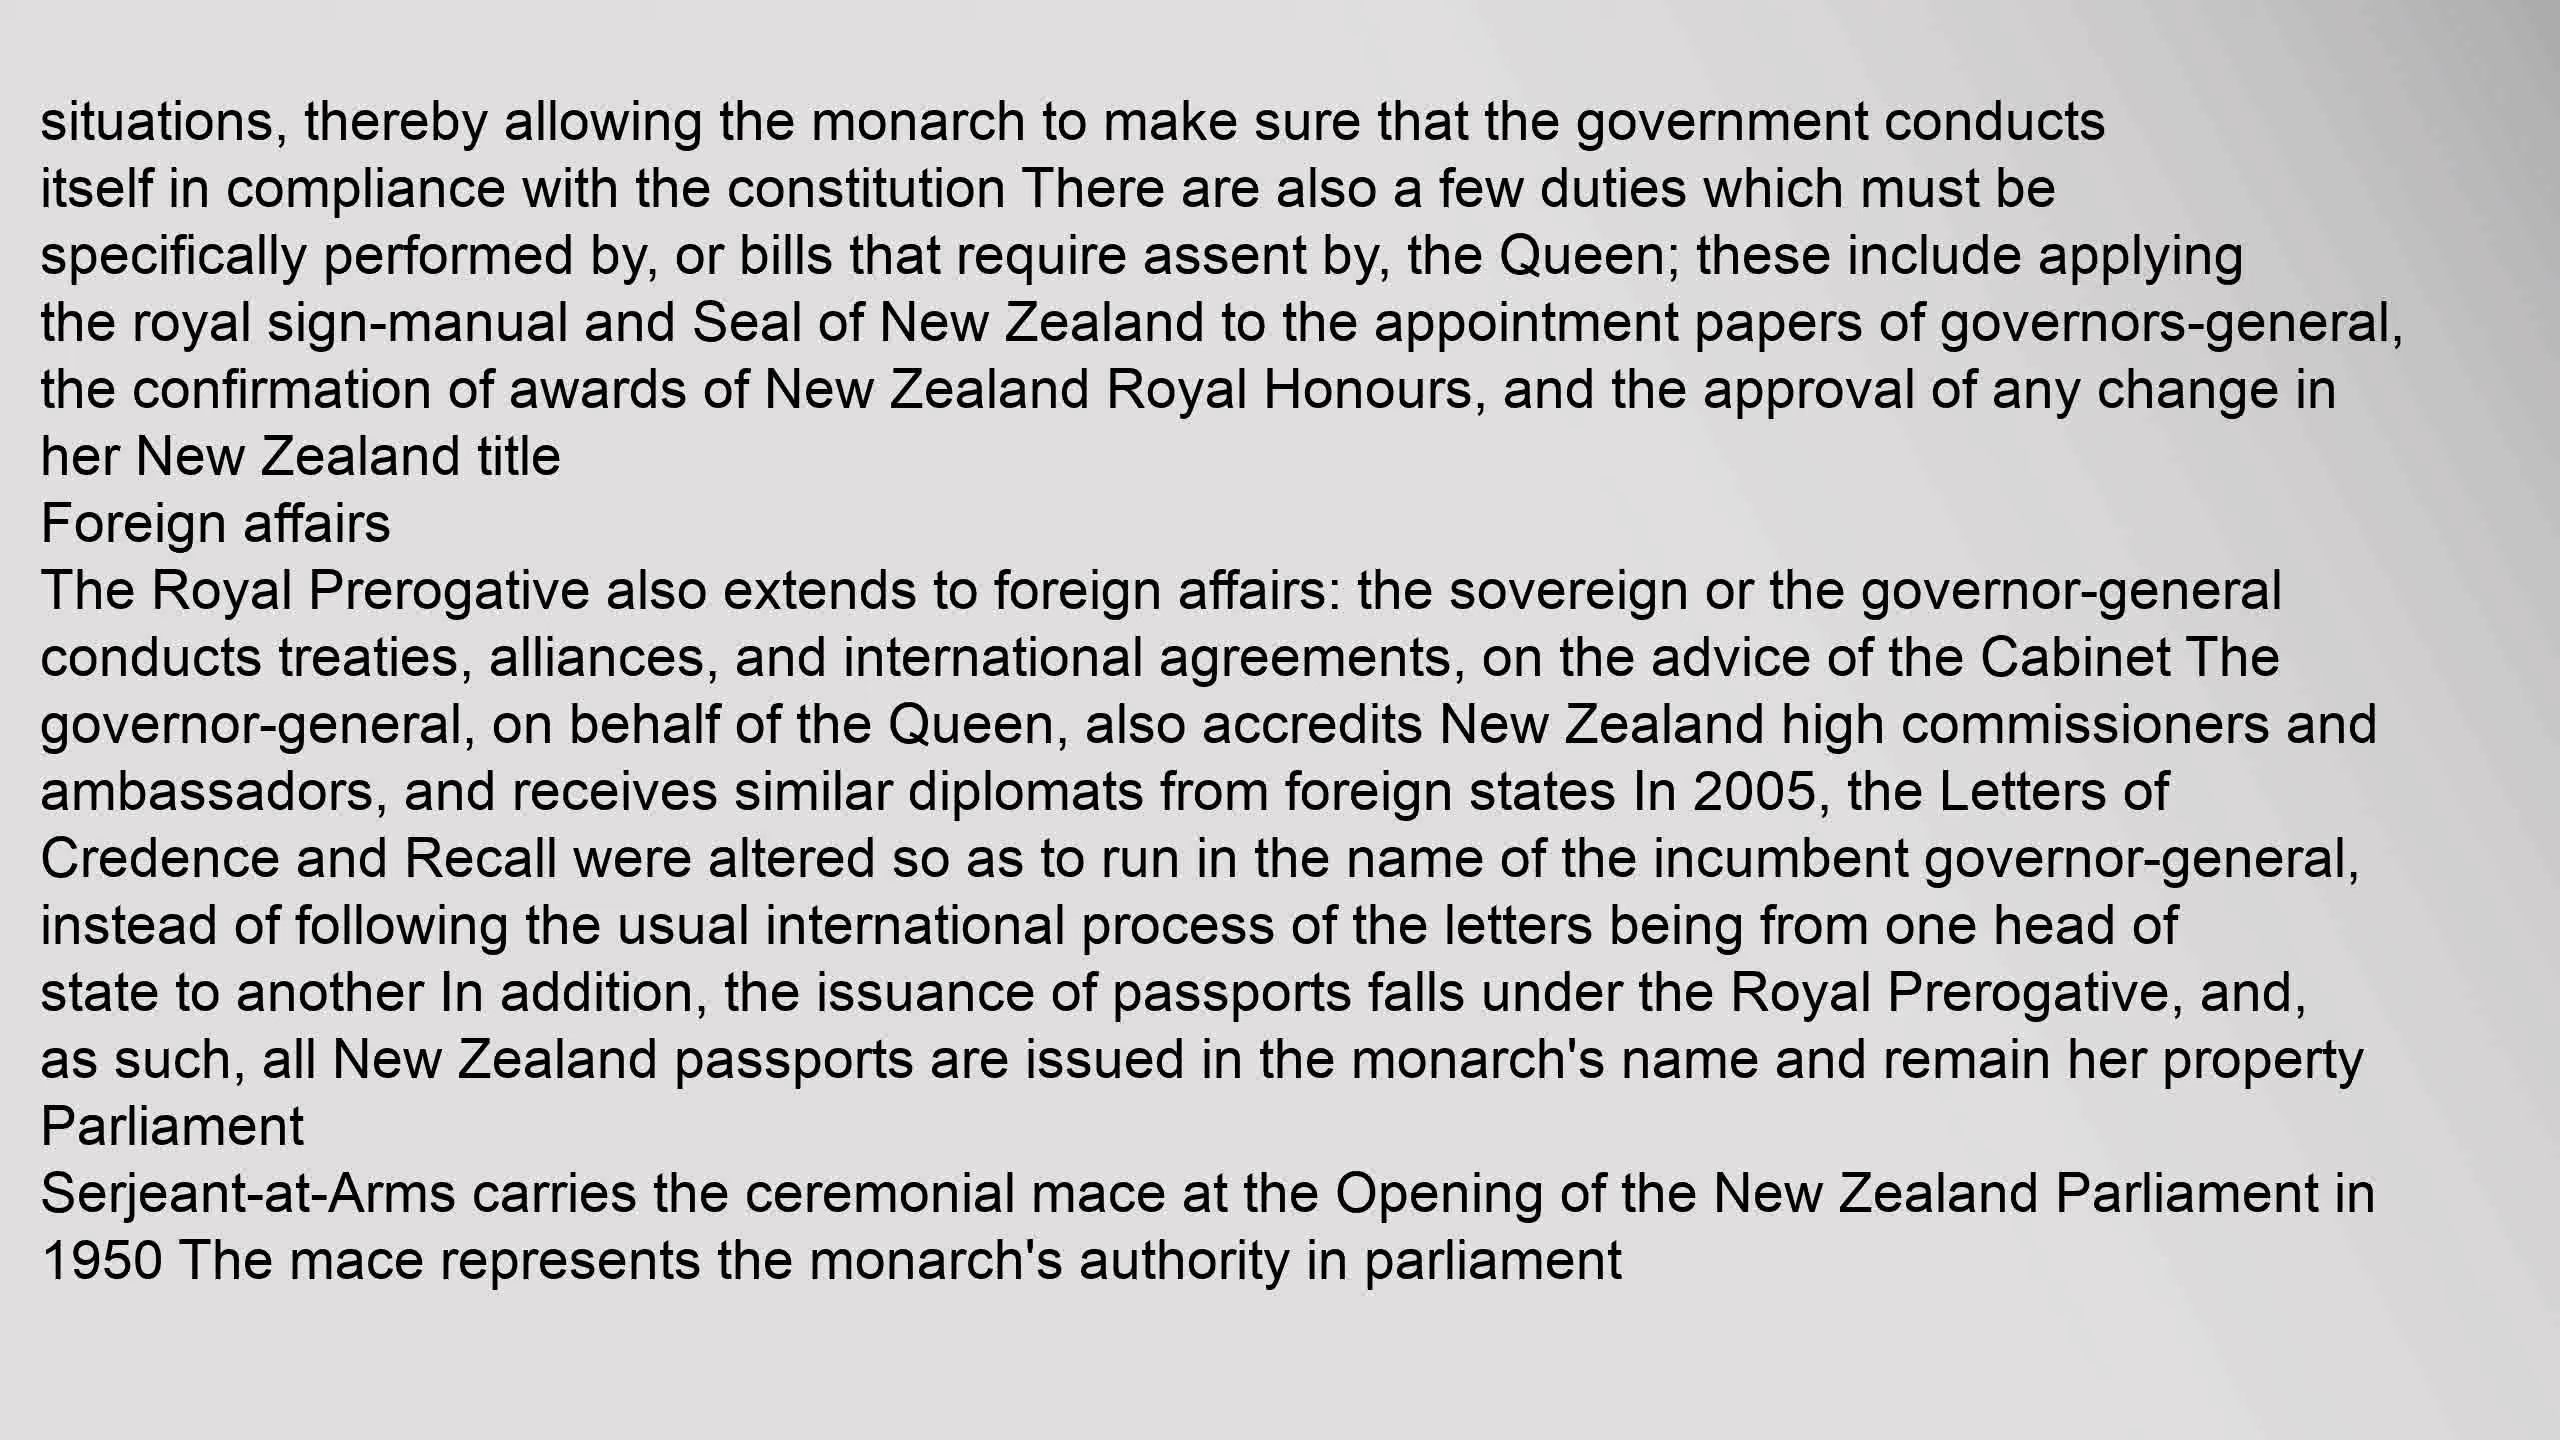 situations, thereby allowing the monarch to make sure that the government conducts
itself in compliance with the constitution There are also a few duties which must be
specifically performed by, or bills that require assent by, the Queen; these include applying
the royal sign-manual and Seal of New Zealand to the appointment papers of governors-general,
the confirmation of awards of New Zealand Royal Honours, and the approval of any change in
her New Zealand title
Foreign affairs
The Royal Prerogative also extends to foreign affairs: the sovereign or the governor-general
conducts treaties, alliances, and international agreements, on the advice of the Cabinet The
governor-general, on behalf of the Queen, also accredits New Zealand high commissioners and
ambassadors, and receives similar diplomats from foreign states In 2005, the Letters of
Credence and Recall were altered so as to run in the name of the incumbent governor-general,
instead of following the usual international process of the letters being from one head of
state to another In addition, the issuance of passports falls under the Royal Prerogative, and,
as such, all New Zealand passports are issued in the monarch's name and remain her property
Parliament
Serjeant-at-Arms carries the ceremonial mace at the Opening of the New Zealand Parliament in
1950 The mace represents the monarch's authority in parliament